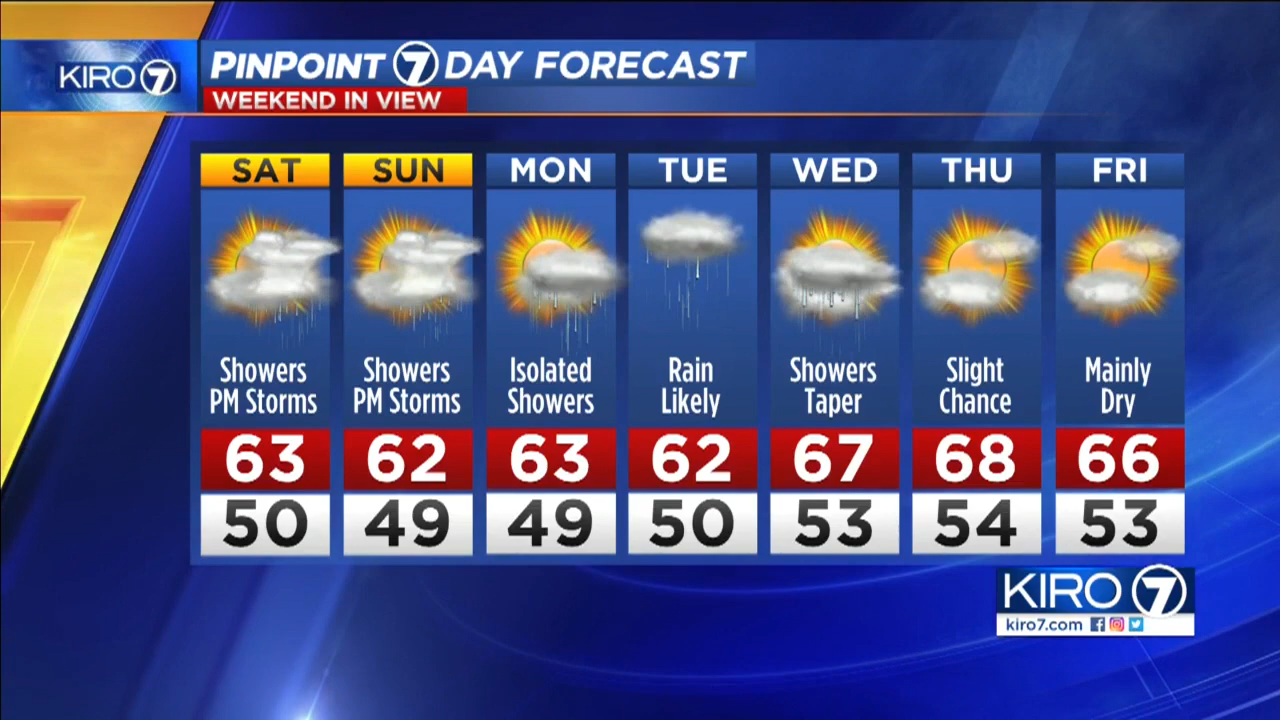 KIRO 7
PINPOINT 7 DAY FORECAST
WEEKEND IN VIEW
SAT SUN MON TUE WED THU FRI
Showers Showers Isolated Rain Showers Slight Mainly
PM Storms PM Storms Showers Likely Taper Chance Dry
63 62 63 62 67 68 66
50 49 49 50 53 54 53
KIRO 7
kiro7.com